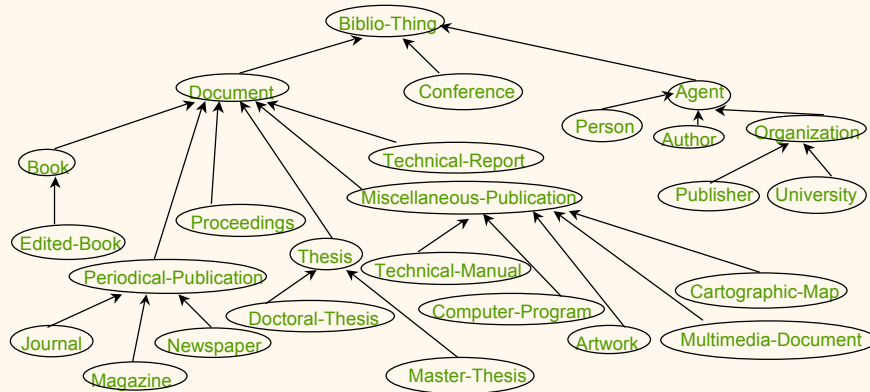 Biblio-Thing
Document
Conference
Agent
Person
Author
Organization
Book
Technical-Report
Publisher
University
Miscellaneous-Publication
Proceedings
Edited-Book
Thesis
Technical-Manual
Periodical-Publication
Cartographic-Map
Doctoral-Thesis
Computer-Program
Journal
Newspaper
Artwork
Multimedia-Document
Magazine
Master-Thesis